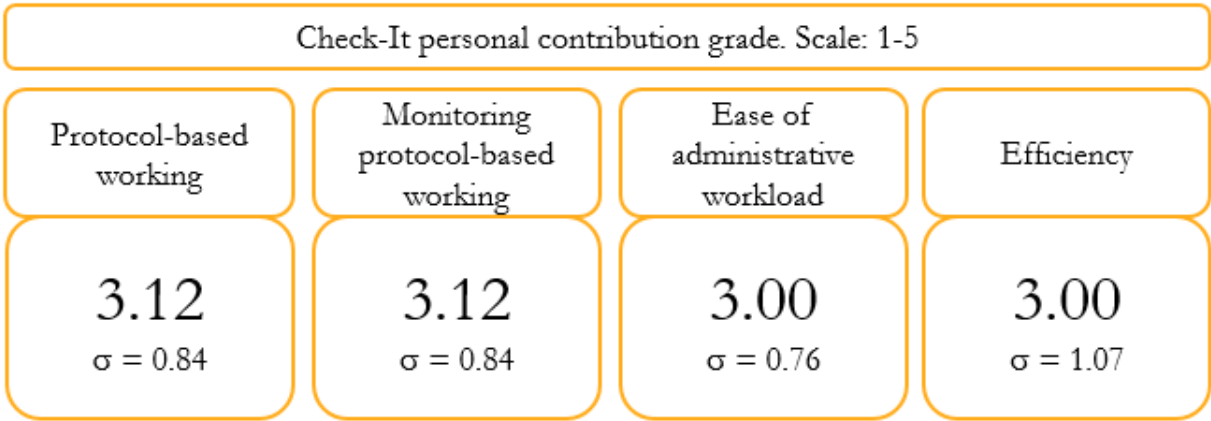 Check-It personal contribution grade. Scale: 1-5
Protocol-based
working
Monitoring
protocol-based
working
Ease of
administrative
workload
Efficiency
3.12
σ = 0.84
3.12
σ = 0.84
3.00
σ = 0.76
3.00
σ = 1.07